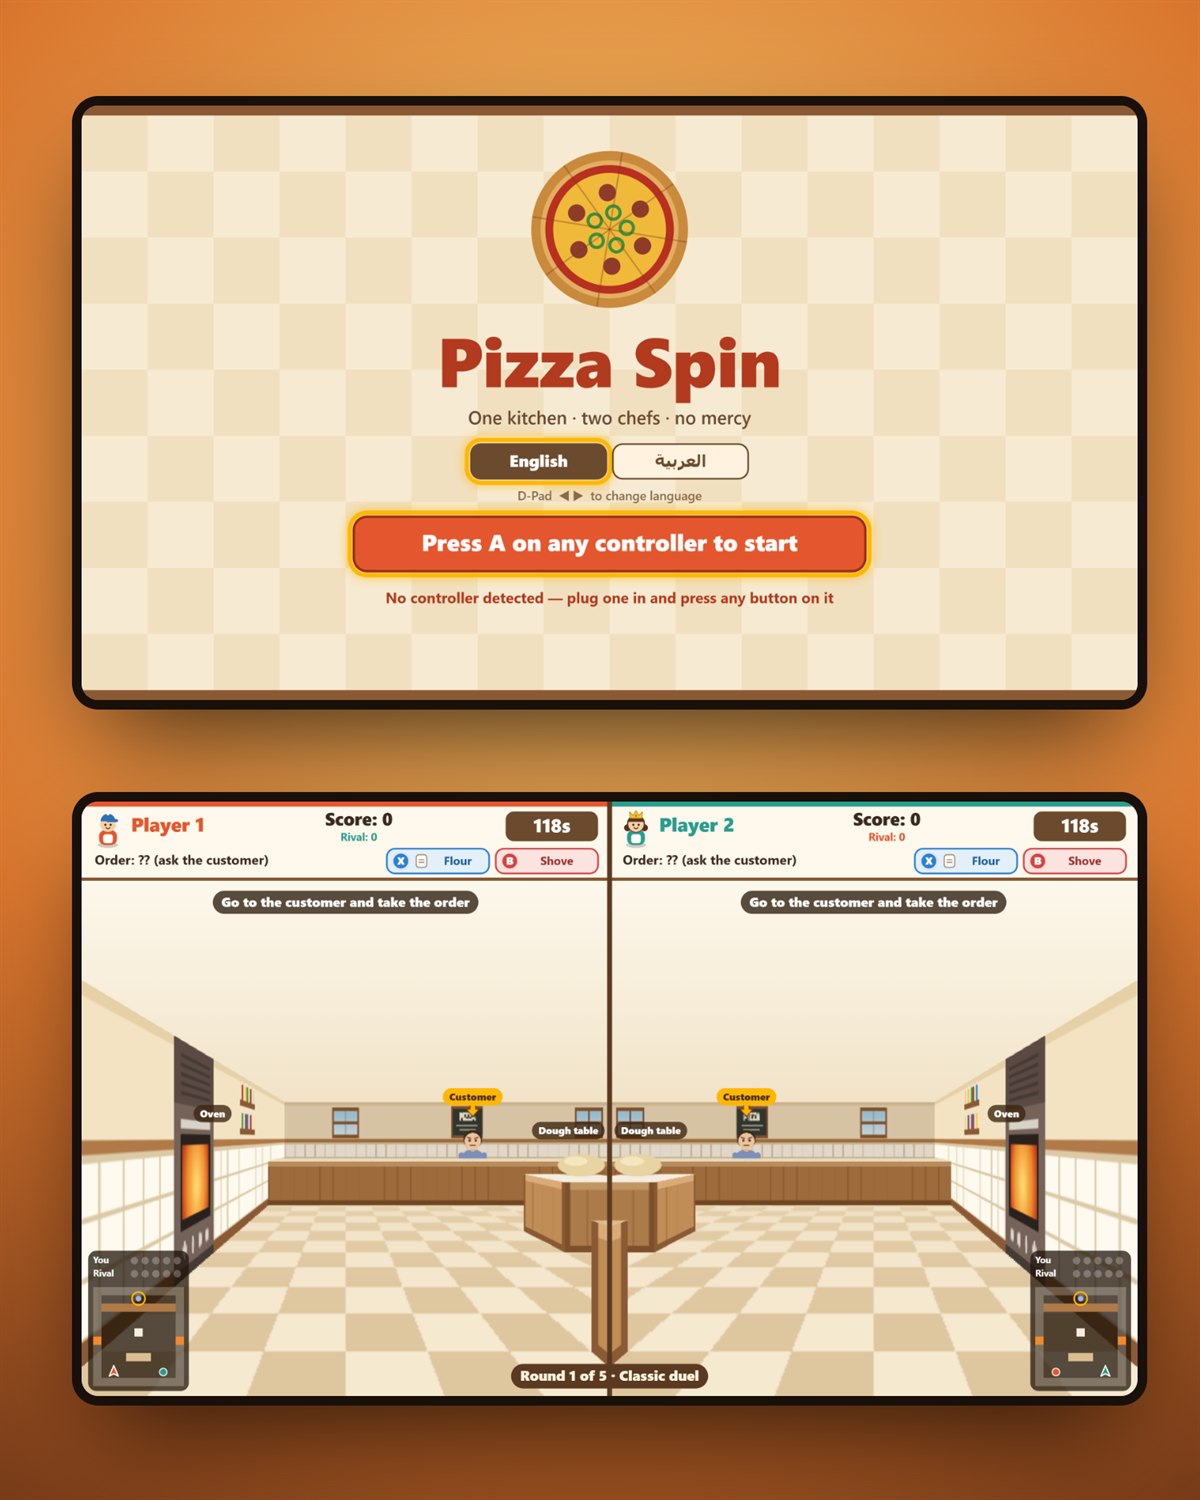 Pizza Spin
One kitchen · two chefs · no mercy
English
العربية
D-Pad ◀ ▶ to change language
Press A on any controller to start
No controller detected — plug one in and press any button on it
Player 1
Score: 0
Rival: 0
118s
Order: ?? (ask the customer)
X Flour
B Shove
Go to the customer and take the order
Customer
Oven
PIZZA
Dough table
You
Rival
Player 2
Score: 0
Rival: 0
118s
Order: ?? (ask the customer)
X Flour
B Shove
Go to the customer and take the order
Customer
Oven
Dough table
You
Rival
Round 1 of 5 · Classic duel